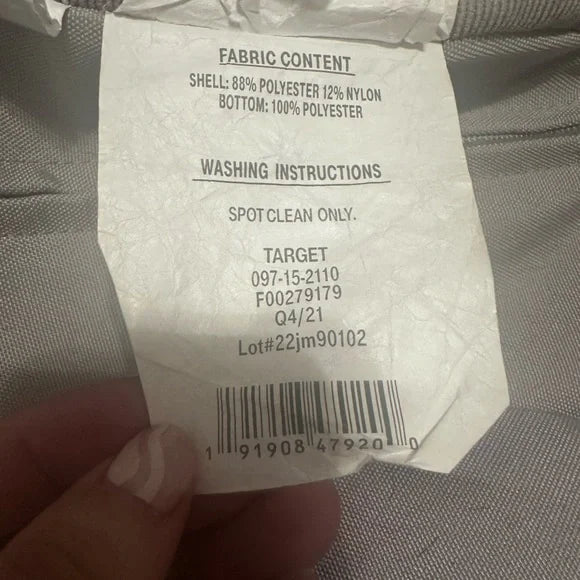 FABRIC CONTENT
SHELL: 88% POLYESTER 12% NYLON
BOTTOM: 100% POLYESTER
WASHING INSTRUCTIONS
SPOT CLEAN ONLY.
TARGET
097-15-2110
F00279179
Q4/21
Lot#22jm90102
1 91908 47920 0